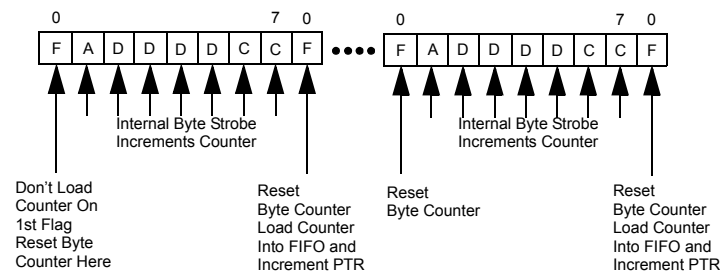 0 7 0 0 7 0
F A D D D D C C F F A D D D D C C F
Internal Byte Strobe
Increments Counter
Internal Byte Strobe
Increments Counter
Don't Load
Counter On
1st Flag
Reset Byte
Counter Here
Reset
Byte Counter
Load Counter
Into FIFO and
Increment PTR
Reset
Byte Counter
Reset
Byte Counter
Load Counter
Into FIFO and
Increment PTR